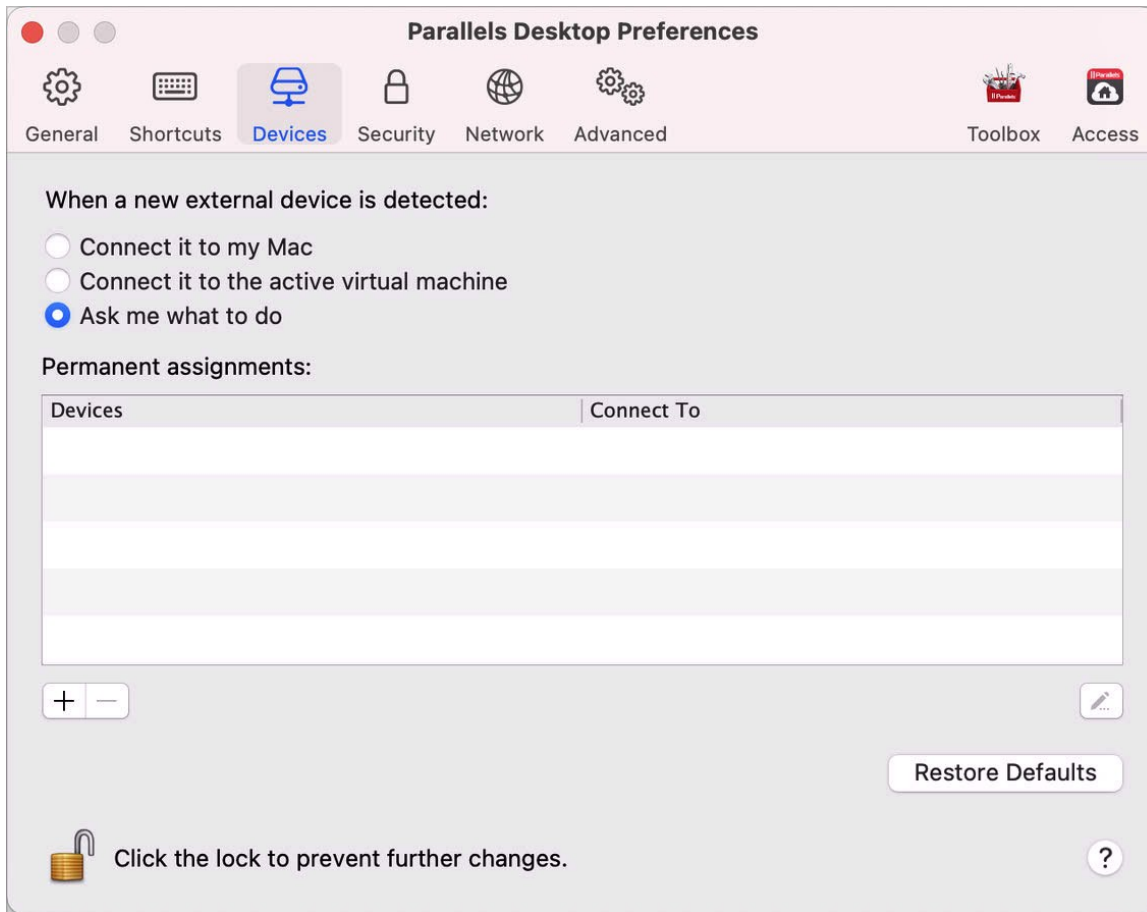 Parallels Desktop Preferences
General Shortcuts Devices Security Network Advanced Toolbox Access
When a new external device is detected:
Connect it to my Mac
Connect it to the active virtual machine
Ask me what to do
Permanent assignments:
Devices Connect To
Restore Defaults
Click the lock to prevent further changes.
?